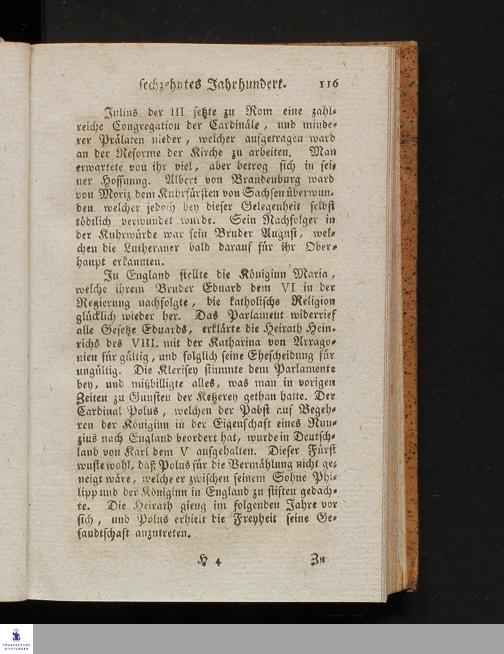 sechzehntes Jahrhundert. 116
Julius der III setzte zu Rom eine zahl-
reiche Congregation der Cardinäle, und minde-
rer Prälaten nieder, welcher aufgetragen ward
an der Reforme der Kirche zu arbeiten. Man
erwartete von ihr viel, aber betrog sich in sei-
ner Hoffnung. Albert von Brandenburg ward
von Moriz dem Kuhrfürsten von Sachsen überwun-
den, welcher jedoch bey dieser Gelegenheit selbst
tödtlich verwundet wurde. Sein Nachfolger in
der Kuhrwürde war sein Bruder August, wel-
chen die Lutheraner bald darauf für ihr Ober-
haupt erkannten.
In England stellte die Königinn Maria,
welche ihrem Bruder Eduard dem VI in der
Regierung nachfolgte, die katholische Religion
glücklich wieder her. Das Parlament widerrief
alle Gesetze Eduards, erklärte die Heirath Hein-
richs des VIII. mit der Katharina von Arrago-
nien für gültig, und folglich seine Ehescheidung für
ungültig. Die Klerisey stimmte dem Parlamente
bey, und mißbilligte alles, was man in vorigen
Zeiten zu Gunsten der Ketzerey gethan hatte. Der
Cardinal Polus, welchen der Pabst auf Begeh-
ren der Königinn in der Eigenschaft eines Nun-
zius nach England beordert hat, wurde in Deutsch-
land von Karl dem V aufgehalten. Dieser Fürst
wuste wohl, daß Polus für die Vermählung nicht ge-
neigt wäre, welche er zwischen seinem Sohne Phi-
lipp und der Königinn in England zu stiften gedach-
te. Die Heirath gieng im folgenden Jahre vor
sich, und Polus erhielt die Freyheit seine Ge-
sandtschaft anzutreten.
H 4 Zu
FRANCKESCHE
STIFTUNGEN